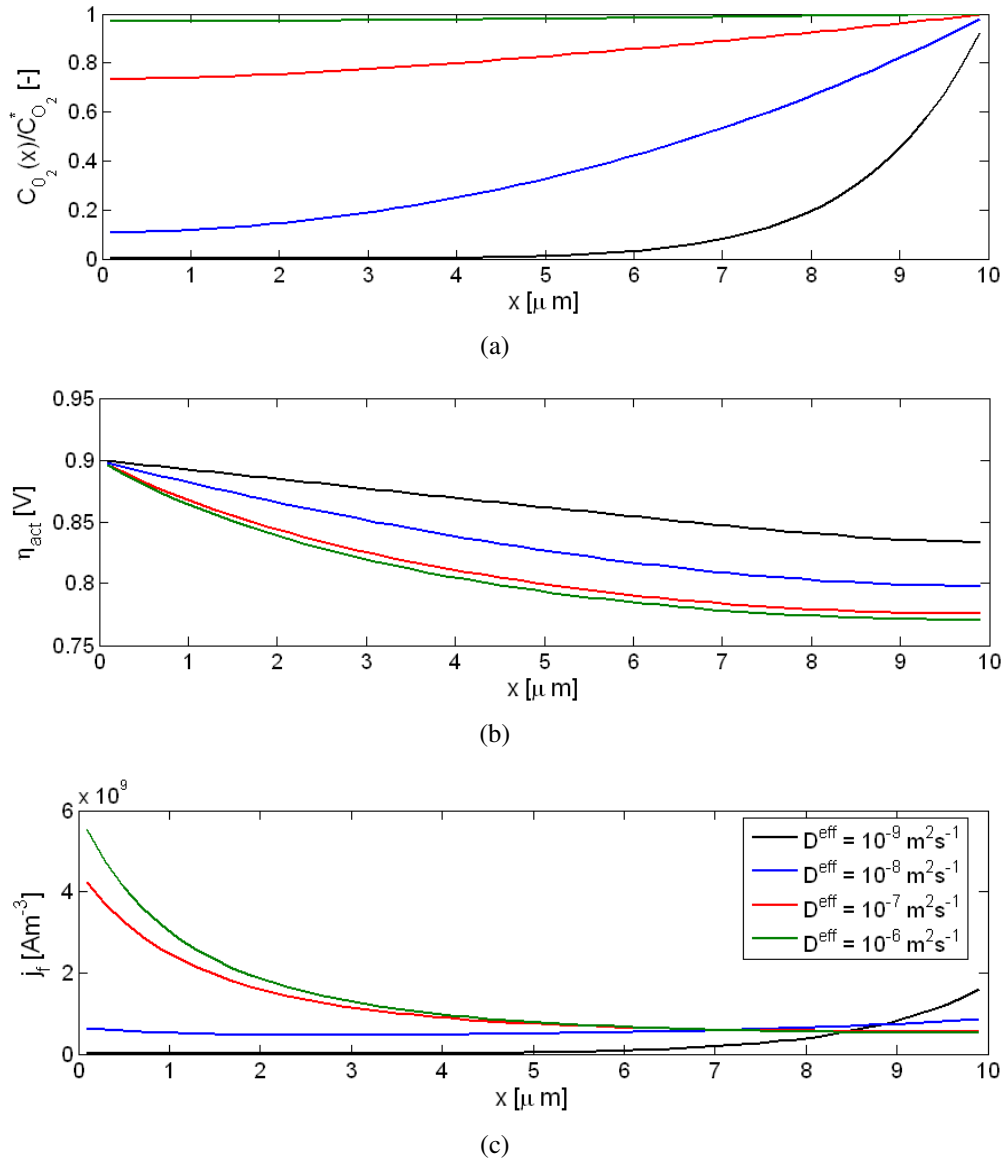 1
0.8
0.6
0.4
0.2
0
C_{0_2}(x)/C^*_{O_2} [-]
0 1 2 3 4 5 6 7 8 9 10
x [μ m]
(a)
0.95
0.9
0.85
0.8
0.75
η_{act} [V]
0 1 2 3 4 5 6 7 8 9 10
x [μ m]
(b)
x 10^9
6
4
2
0
j_f [Am^{-3}]
D^{eff} = 10^{-9} m^2s^{-1}
D^{eff} = 10^{-8} m^2s^{-1}
D^{eff} = 10^{-7} m^2s^{-1}
D^{eff} = 10^{-6} m^2s^{-1}
0 1 2 3 4 5 6 7 8 9 10
x [μ m]
(c)